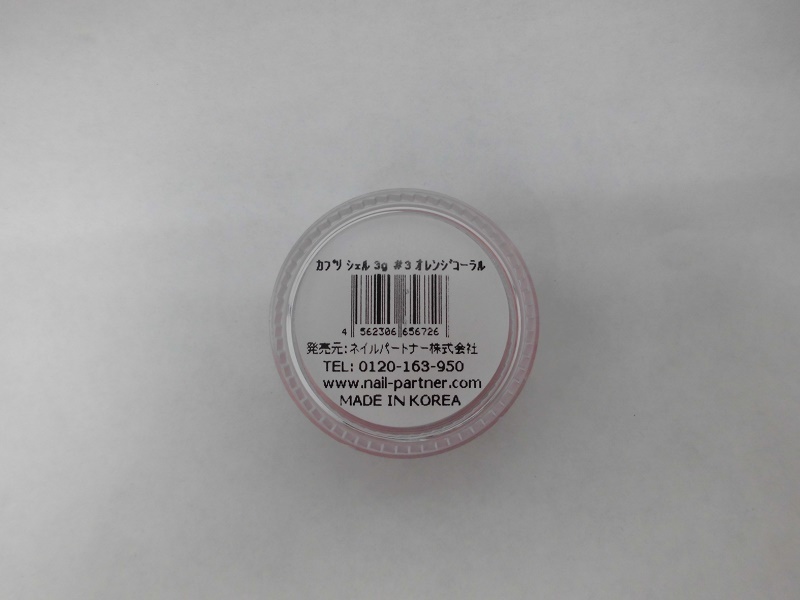 ｶﾌﾟﾘ ｼｪﾙ 3g #3 ｵﾚﾝｼﾞｺｰﾗﾙ
4 562306 656726
発売元:ネイルパートナー株式会社
TEL: 0120-163-950
www.nail-partner.com
MADE IN KOREA